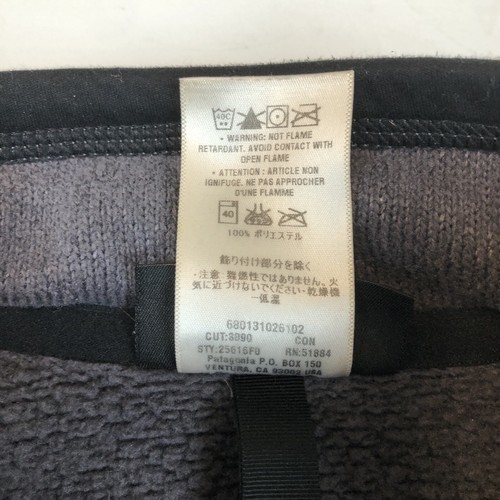 40C
• WARNING: NOT FLAME
RETARDANT. AVOID CONTACT WITH
OPEN FLAME
• ATTENTION : ARTICLE NON
IGNIFUGE. NE PAS APPROCHER
D'UNE FLAMME
40
100% ポリエステル
飾り付け部分を除く
・注意：難燃性ではありません。火
気に近づけないでください・乾燥機
―低温
680131026102
CUT:8990 CON
STY:25615F8 RN:51884
Patagonia P.O. BOX 150
VENTURA, CA 93003 USA